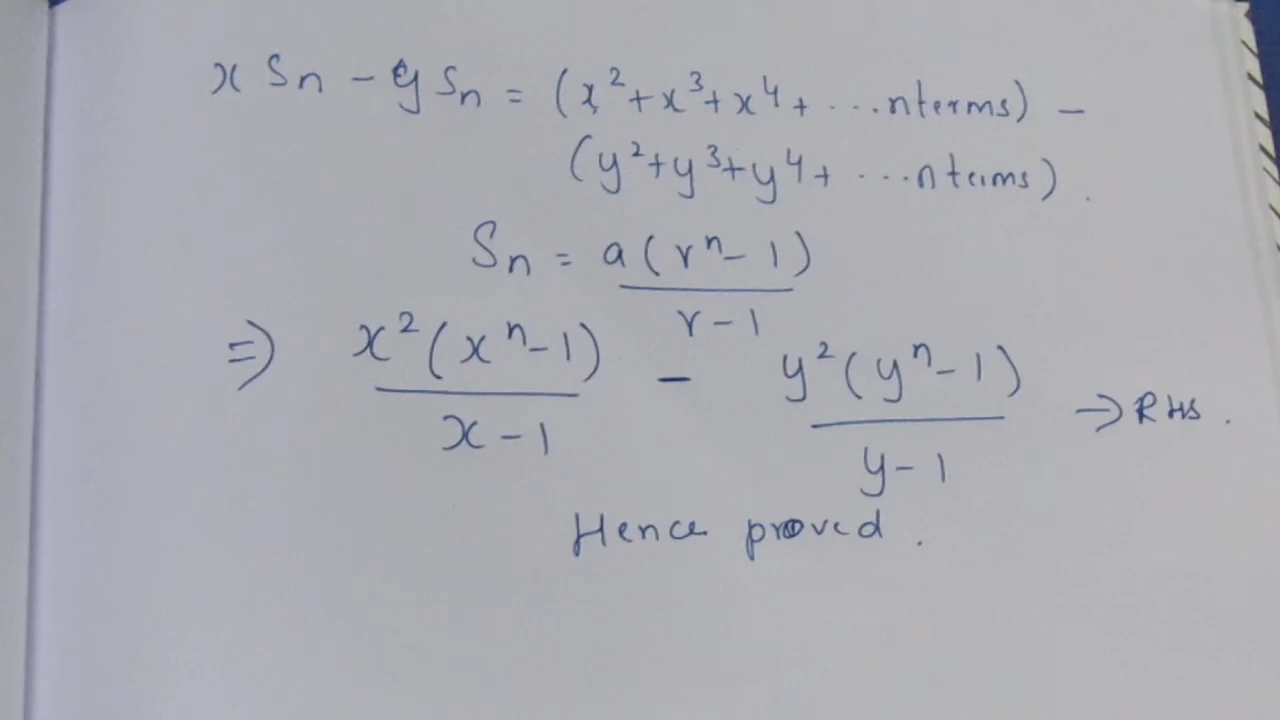 x Sn - y Sn = (x²+x³+x⁴+ ...n terms) -
(y²+y³+y⁴+ ...n terms)
Sn = a(rⁿ-1) / r-1
=> x²(xⁿ-1) / x-1 - y²(yⁿ-1) / y-1 → RHS.
Hence proved.